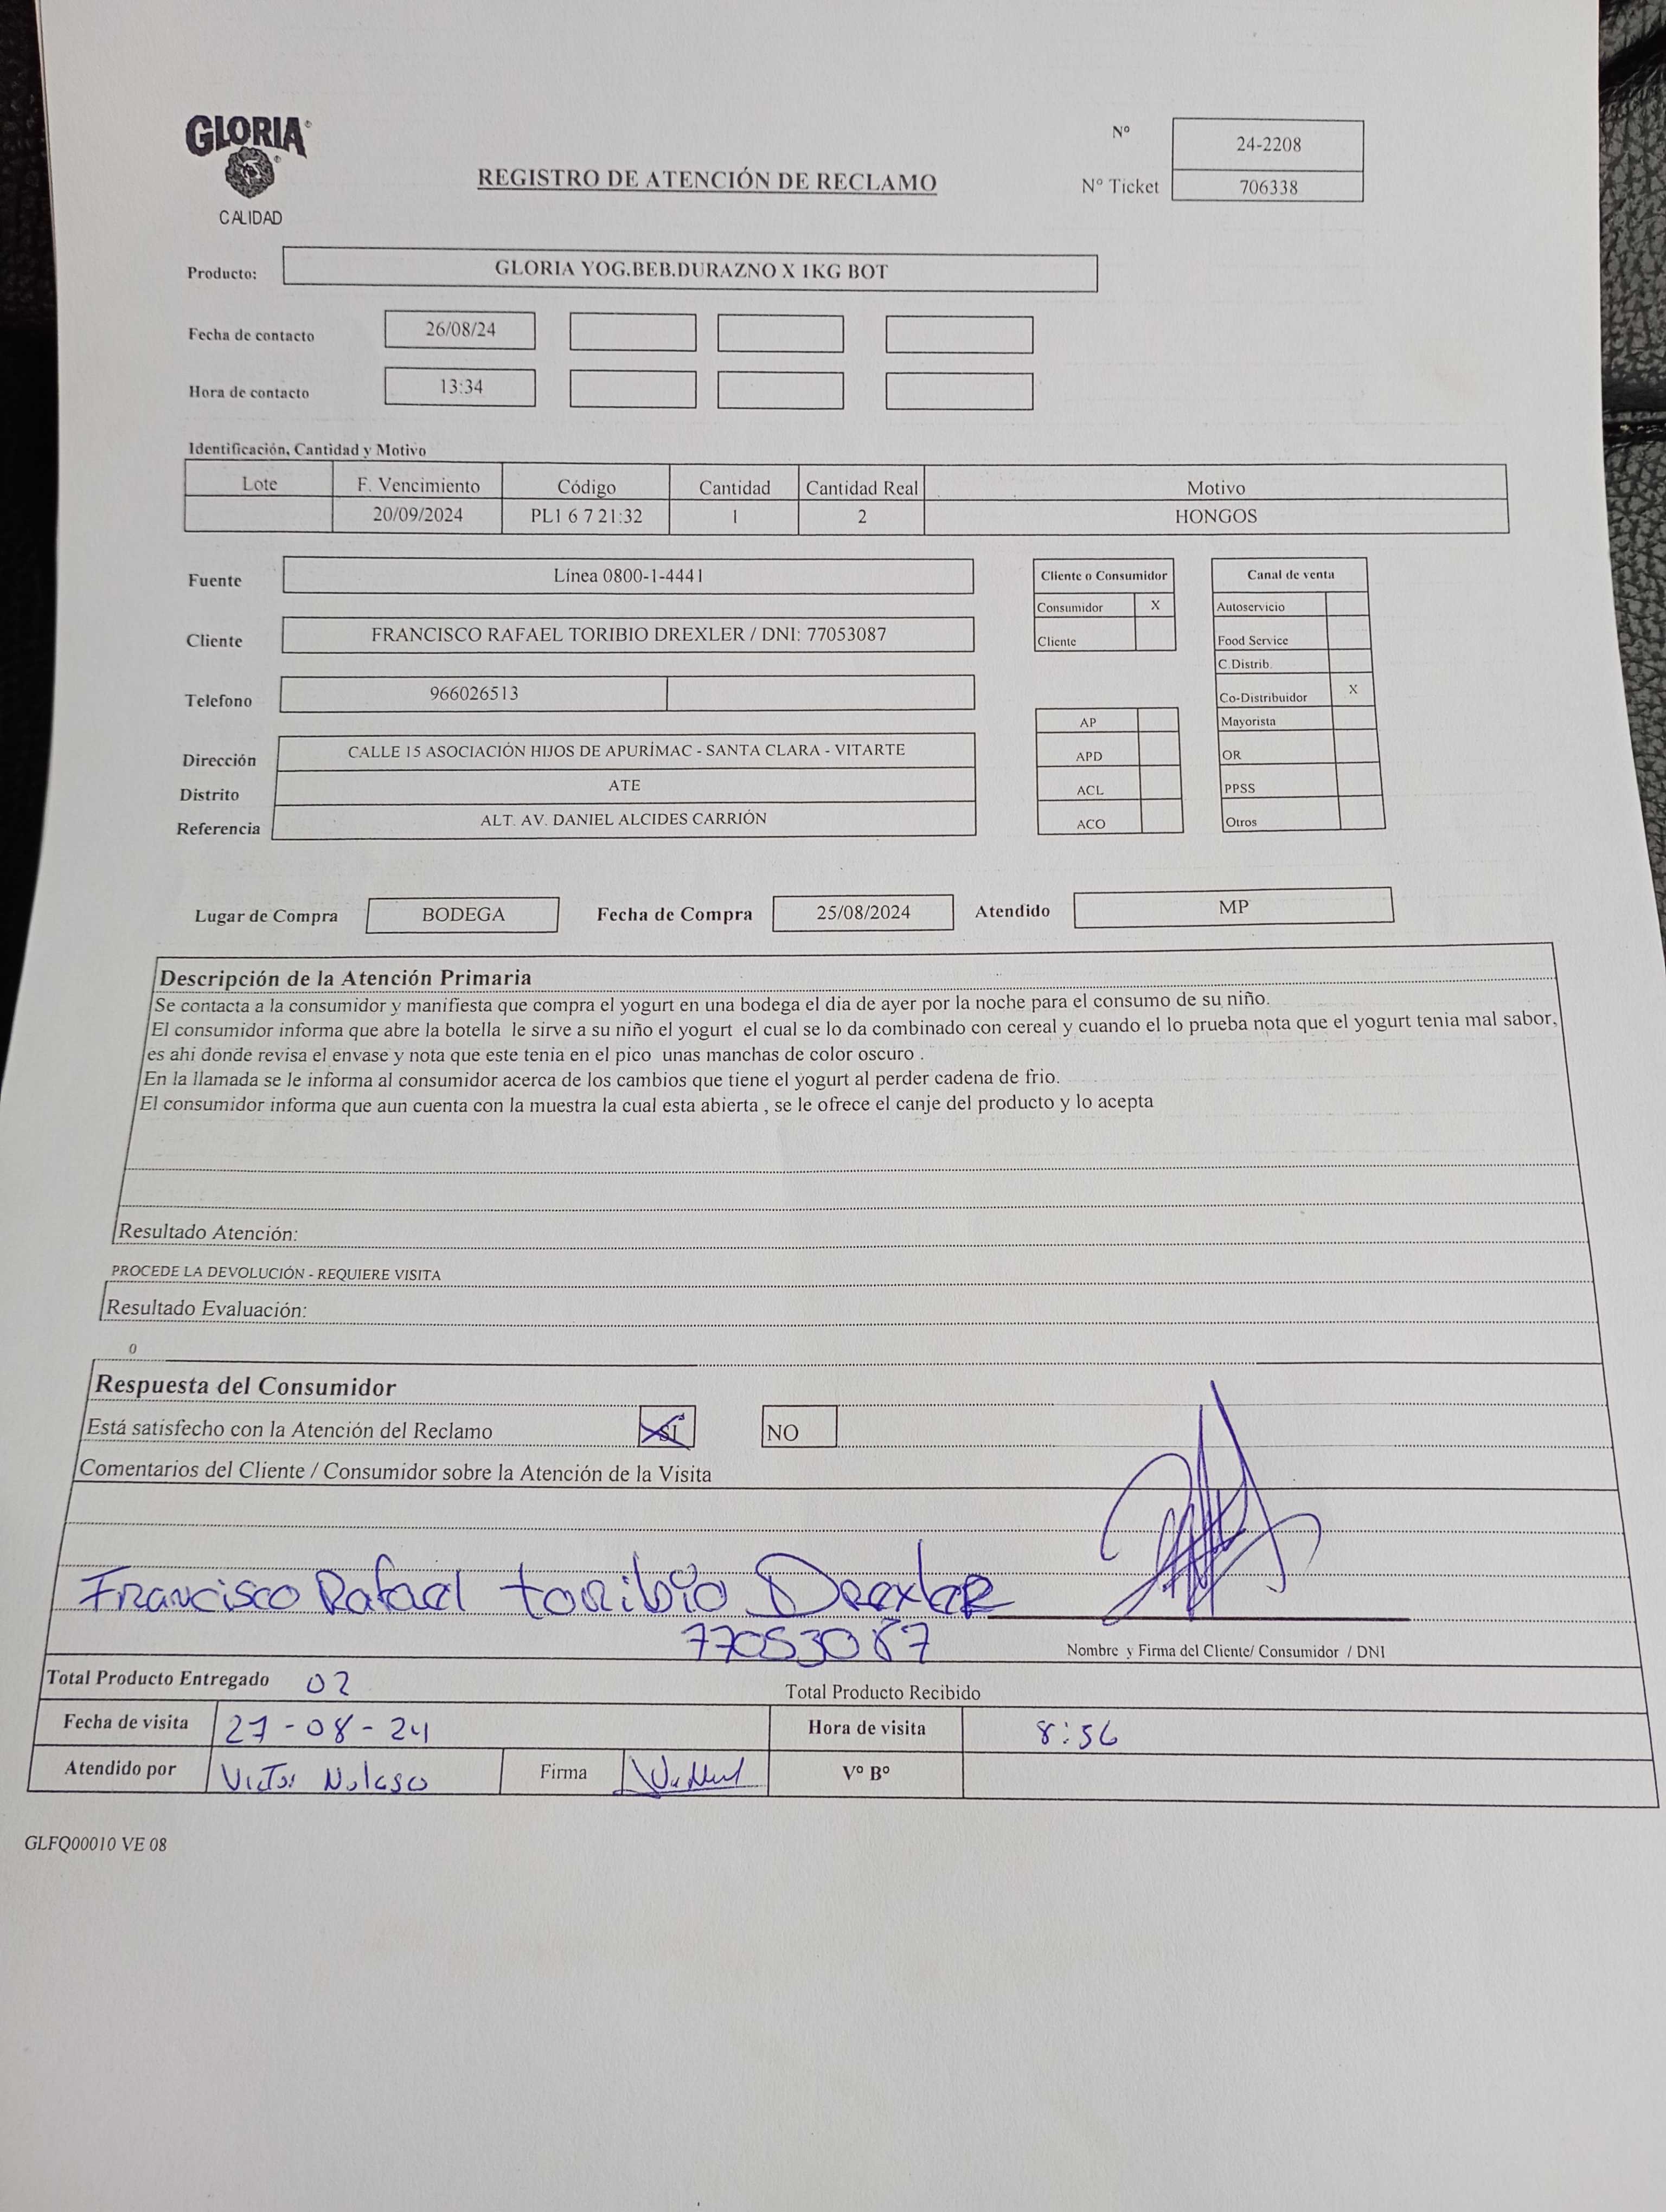 GLORIA
CALIDAD
REGISTRO DE ATENCIÓN DE RECLAMO
Nº 24-2208
Nº Ticket 706338
Producto: GLORIA YOG.BEB.DURAZNO X 1KG BOT
Fecha de contacto 26/08/24
Hora de contacto 13:34
Identificación, Cantidad y Motivo
Lote F. Vencimiento Código Cantidad Cantidad Real Motivo
20/09/2024 PL1 6 7 21:32 1 2 HONGOS
Fuente Línea 0800-1-4441
Cliente FRANCISCO RAFAEL TORIBIO DREXLER / DNI: 77053087
Telefono 966026513
Dirección CALLE 15 ASOCIACIÓN HIJOS DE APURÍMAC - SANTA CLARA - VITARTE
Distrito ATE
Referencia ALT. AV. DANIEL ALCIDES CARRIÓN
Cliente o Consumidor
Consumidor X
Cliente
AP
APD
ACL
ACO
Canal de venta
Autoservicio
Food Service
C.Distrib.
Co-Distribuidor X
Mayorista
OR
PPSS
Otros
Lugar de Compra BODEGA Fecha de Compra 25/08/2024 Atendido MP
Descripción de la Atención Primaria
Se contacta a la consumidor y manifiesta que compra el yogurt en una bodega el dia de ayer por la noche para el consumo de su niño.
El consumidor informa que abre la botella le sirve a su niño el yogurt el cual se lo da combinado con cereal y cuando el lo prueba nota que el yogurt tenia mal sabor,
es ahi donde revisa el envase y nota que este tenia en el pico unas manchas de color oscuro .
En la llamada se le informa al consumidor acerca de los cambios que tiene el yogurt al perder cadena de frio.
El consumidor informa que aun cuenta con la muestra la cual esta abierta , se le ofrece el canje del producto y lo acepta
Resultado Atención:
PROCEDE LA DEVOLUCIÓN - REQUIERE VISITA
Resultado Evaluación:
0
Respuesta del Consumidor
Está satisfecho con la Atención del Reclamo SI NO
Comentarios del Cliente / Consumidor sobre la Atención de la Visita
Francisco Rafael toribio Drexler
77053087
Nombre y Firma del Cliente/ Consumidor / DNI
Total Producto Entregado 02 Total Producto Recibido
Fecha de visita 27-08-24 Hora de visita 8:56
Atendido por Victor Nolasco Firma Vº Bº
GLFQ00010 VE 08